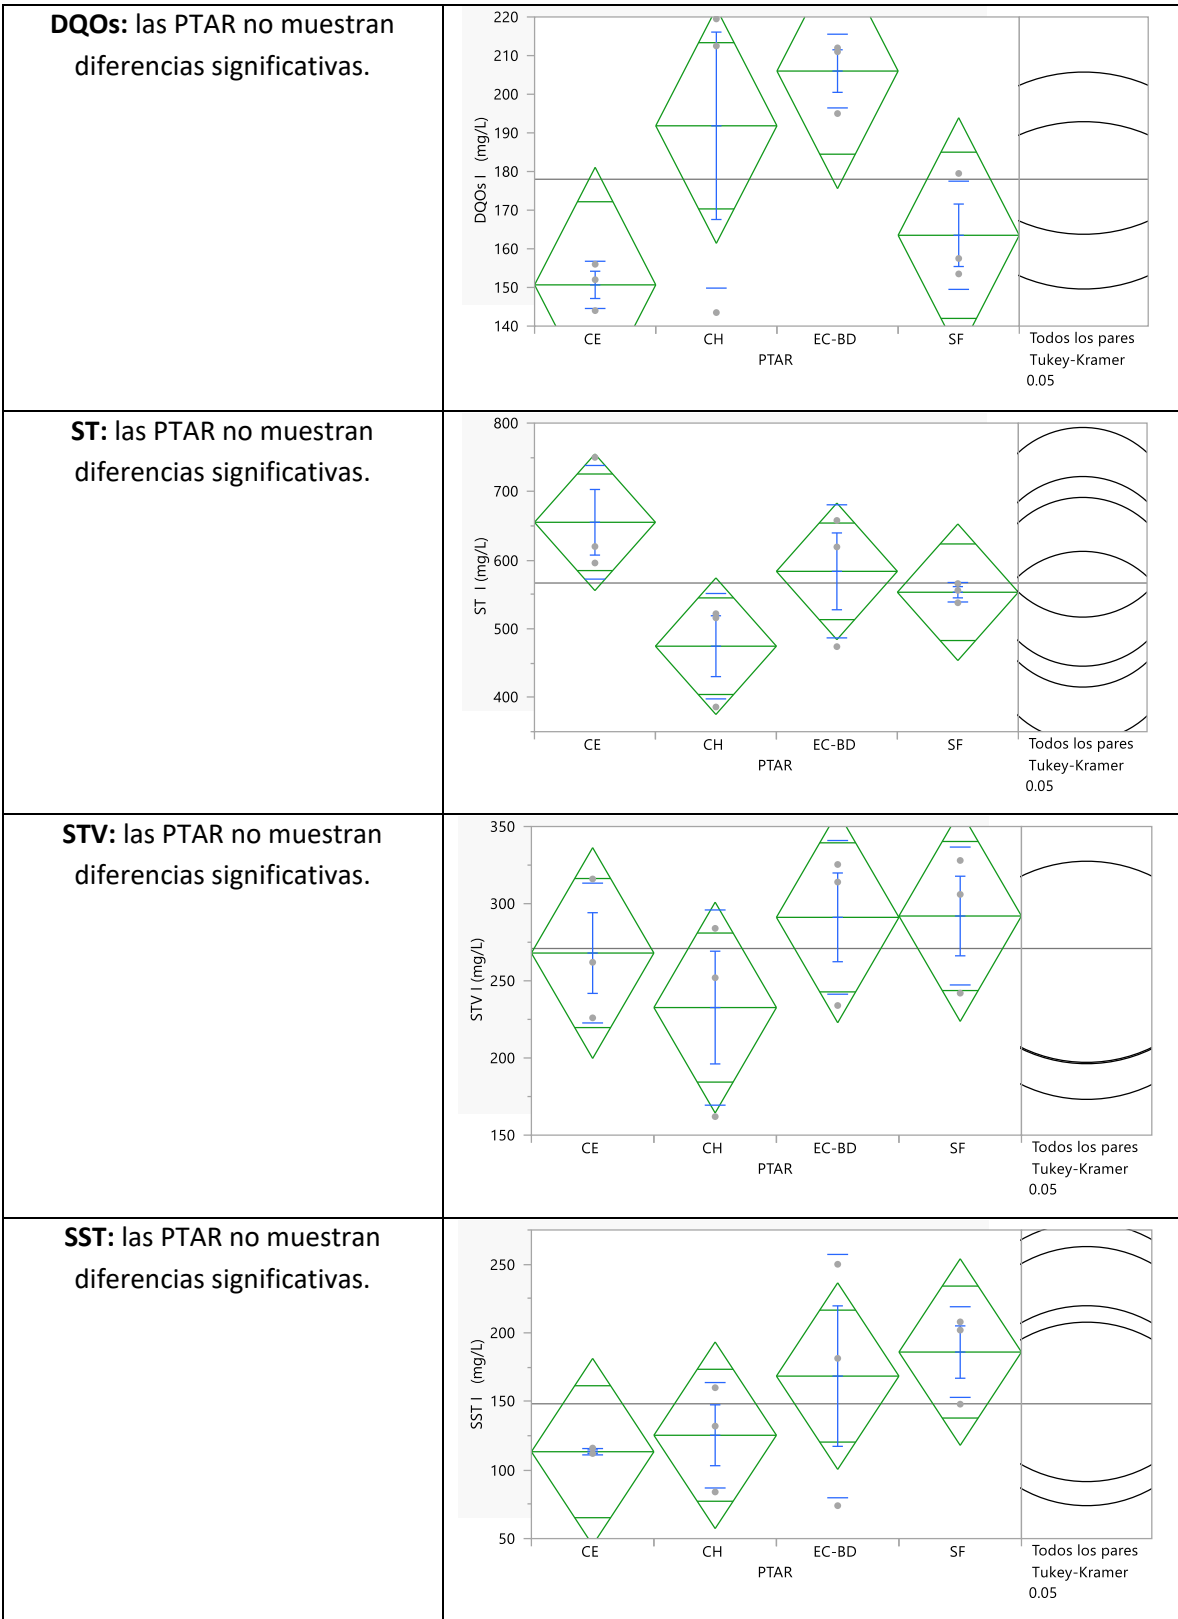 DQOs: las PTAR no muestran
diferencias significativas.
220
210
200
190
180
170
160
150
140
DQOs I (mg/L)
CE
CH
EC-BD
SF
PTAR
Todos los pares
Tukey-Kramer
0.05
ST: las PTAR no muestran
diferencias significativas.
800
700
600
500
400
ST I (mg/L)
CE
CH
EC-BD
SF
PTAR
Todos los pares
Tukey-Kramer
0.05
STV: las PTAR no muestran
diferencias significativas.
350
300
250
200
150
STV I (mg/L)
CE
CH
EC-BD
SF
PTAR
Todos los pares
Tukey-Kramer
0.05
SST: las PTAR no muestran
diferencias significativas.
250
200
150
100
50
SST I (mg/L)
CE
CH
EC-BD
SF
PTAR
Todos los pares
Tukey-Kramer
0.05